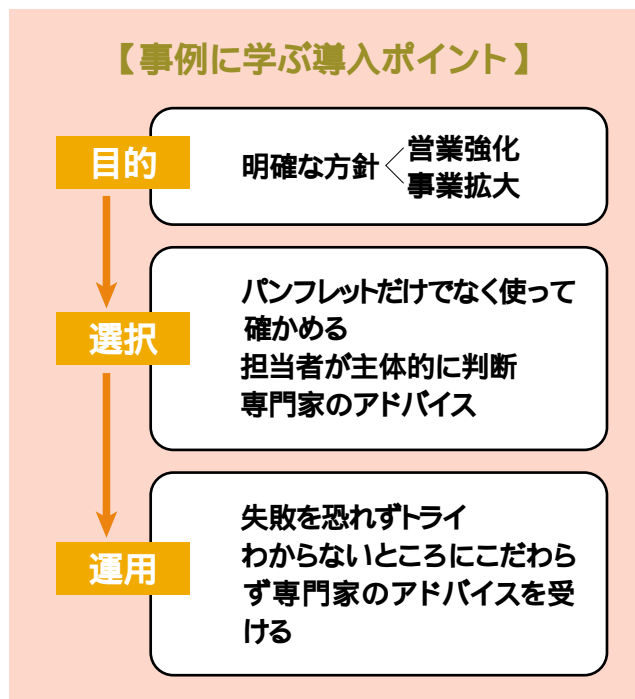 【事例に学ぶ導入ポイント】
目的
明確な方針
営業強化
事業拡大
選択
パンフレットだけでなく使って
確かめる
担当者が主体的に判断
専門家のアドバイス
運用
失敗を恐れずトライ
わからないところにこだわら
ず専門家のアドバイスを受
ける